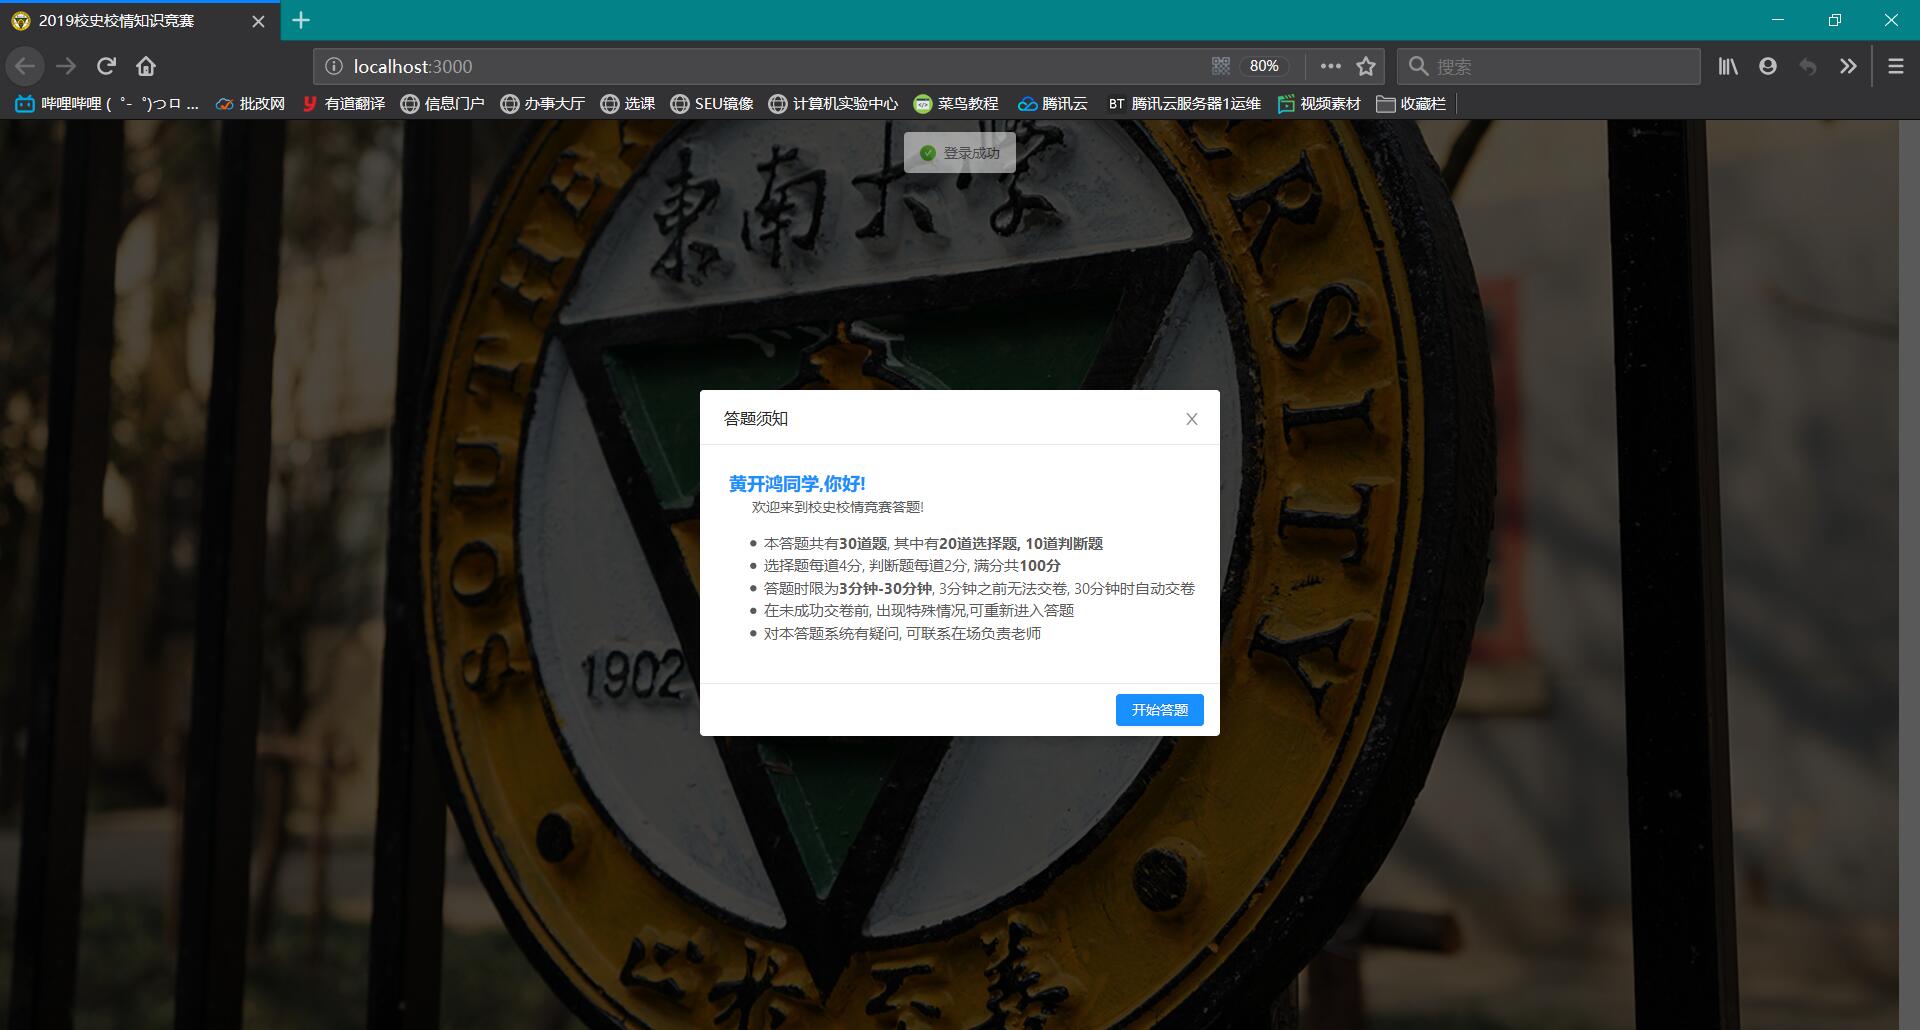 2019校史校情知识竞赛
localhost:3000
80%
搜索
哔哩哔哩 ( ゜- ゜)つロ ...
批改网
有道翻译
信息门户
办事大厅
选课
SEU镜像
计算机实验中心
菜鸟教程
腾讯云
BT 腾讯云服务器1运维
视频素材
收藏栏
登录成功
東南大学
SOUTHE
ERSITY
1902
答题须知
黄开鸿同学,你好!
欢迎来到校史校情竞赛答题!
本答题共有30道题, 其中有20道选择题, 10道判断题
选择题每道4分, 判断题每道2分, 满分共100分
答题时限为3分钟-30分钟, 3分钟之前无法交卷, 30分钟时自动交卷
在未成功交卷前, 出现特殊情况,可重新进入答题
对本答题系统有疑问, 可联系在场负责老师
开始答题